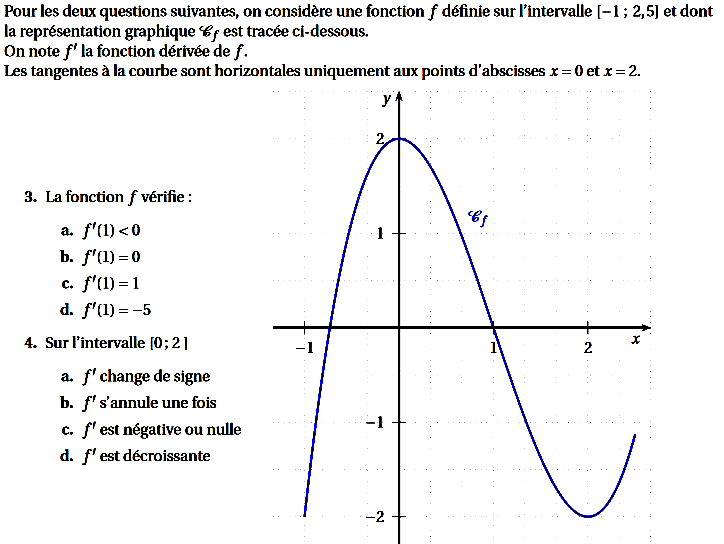 Pour les deux questions suivantes, on considère une fonction f définie sur l'intervalle [−1 ; 2,5] et dont
la représentation graphique 𝒞f est tracée ci-dessous.
On note f′ la fonction dérivée de f.
Les tangentes à la courbe sont horizontales uniquement aux points d'abscisses x = 0 et x = 2.
3. La fonction f vérifie :
a. f′(1) < 0
b. f′(1) = 0
c. f′(1) = 1
d. f′(1) = −5
4. Sur l'intervalle [0 ; 2]
a. f′ change de signe
b. f′ s'annule une fois
c. f′ est négative ou nulle
d. f′ est décroissante
y
2
𝒞f
1
−1
1
2
x
−1
−2